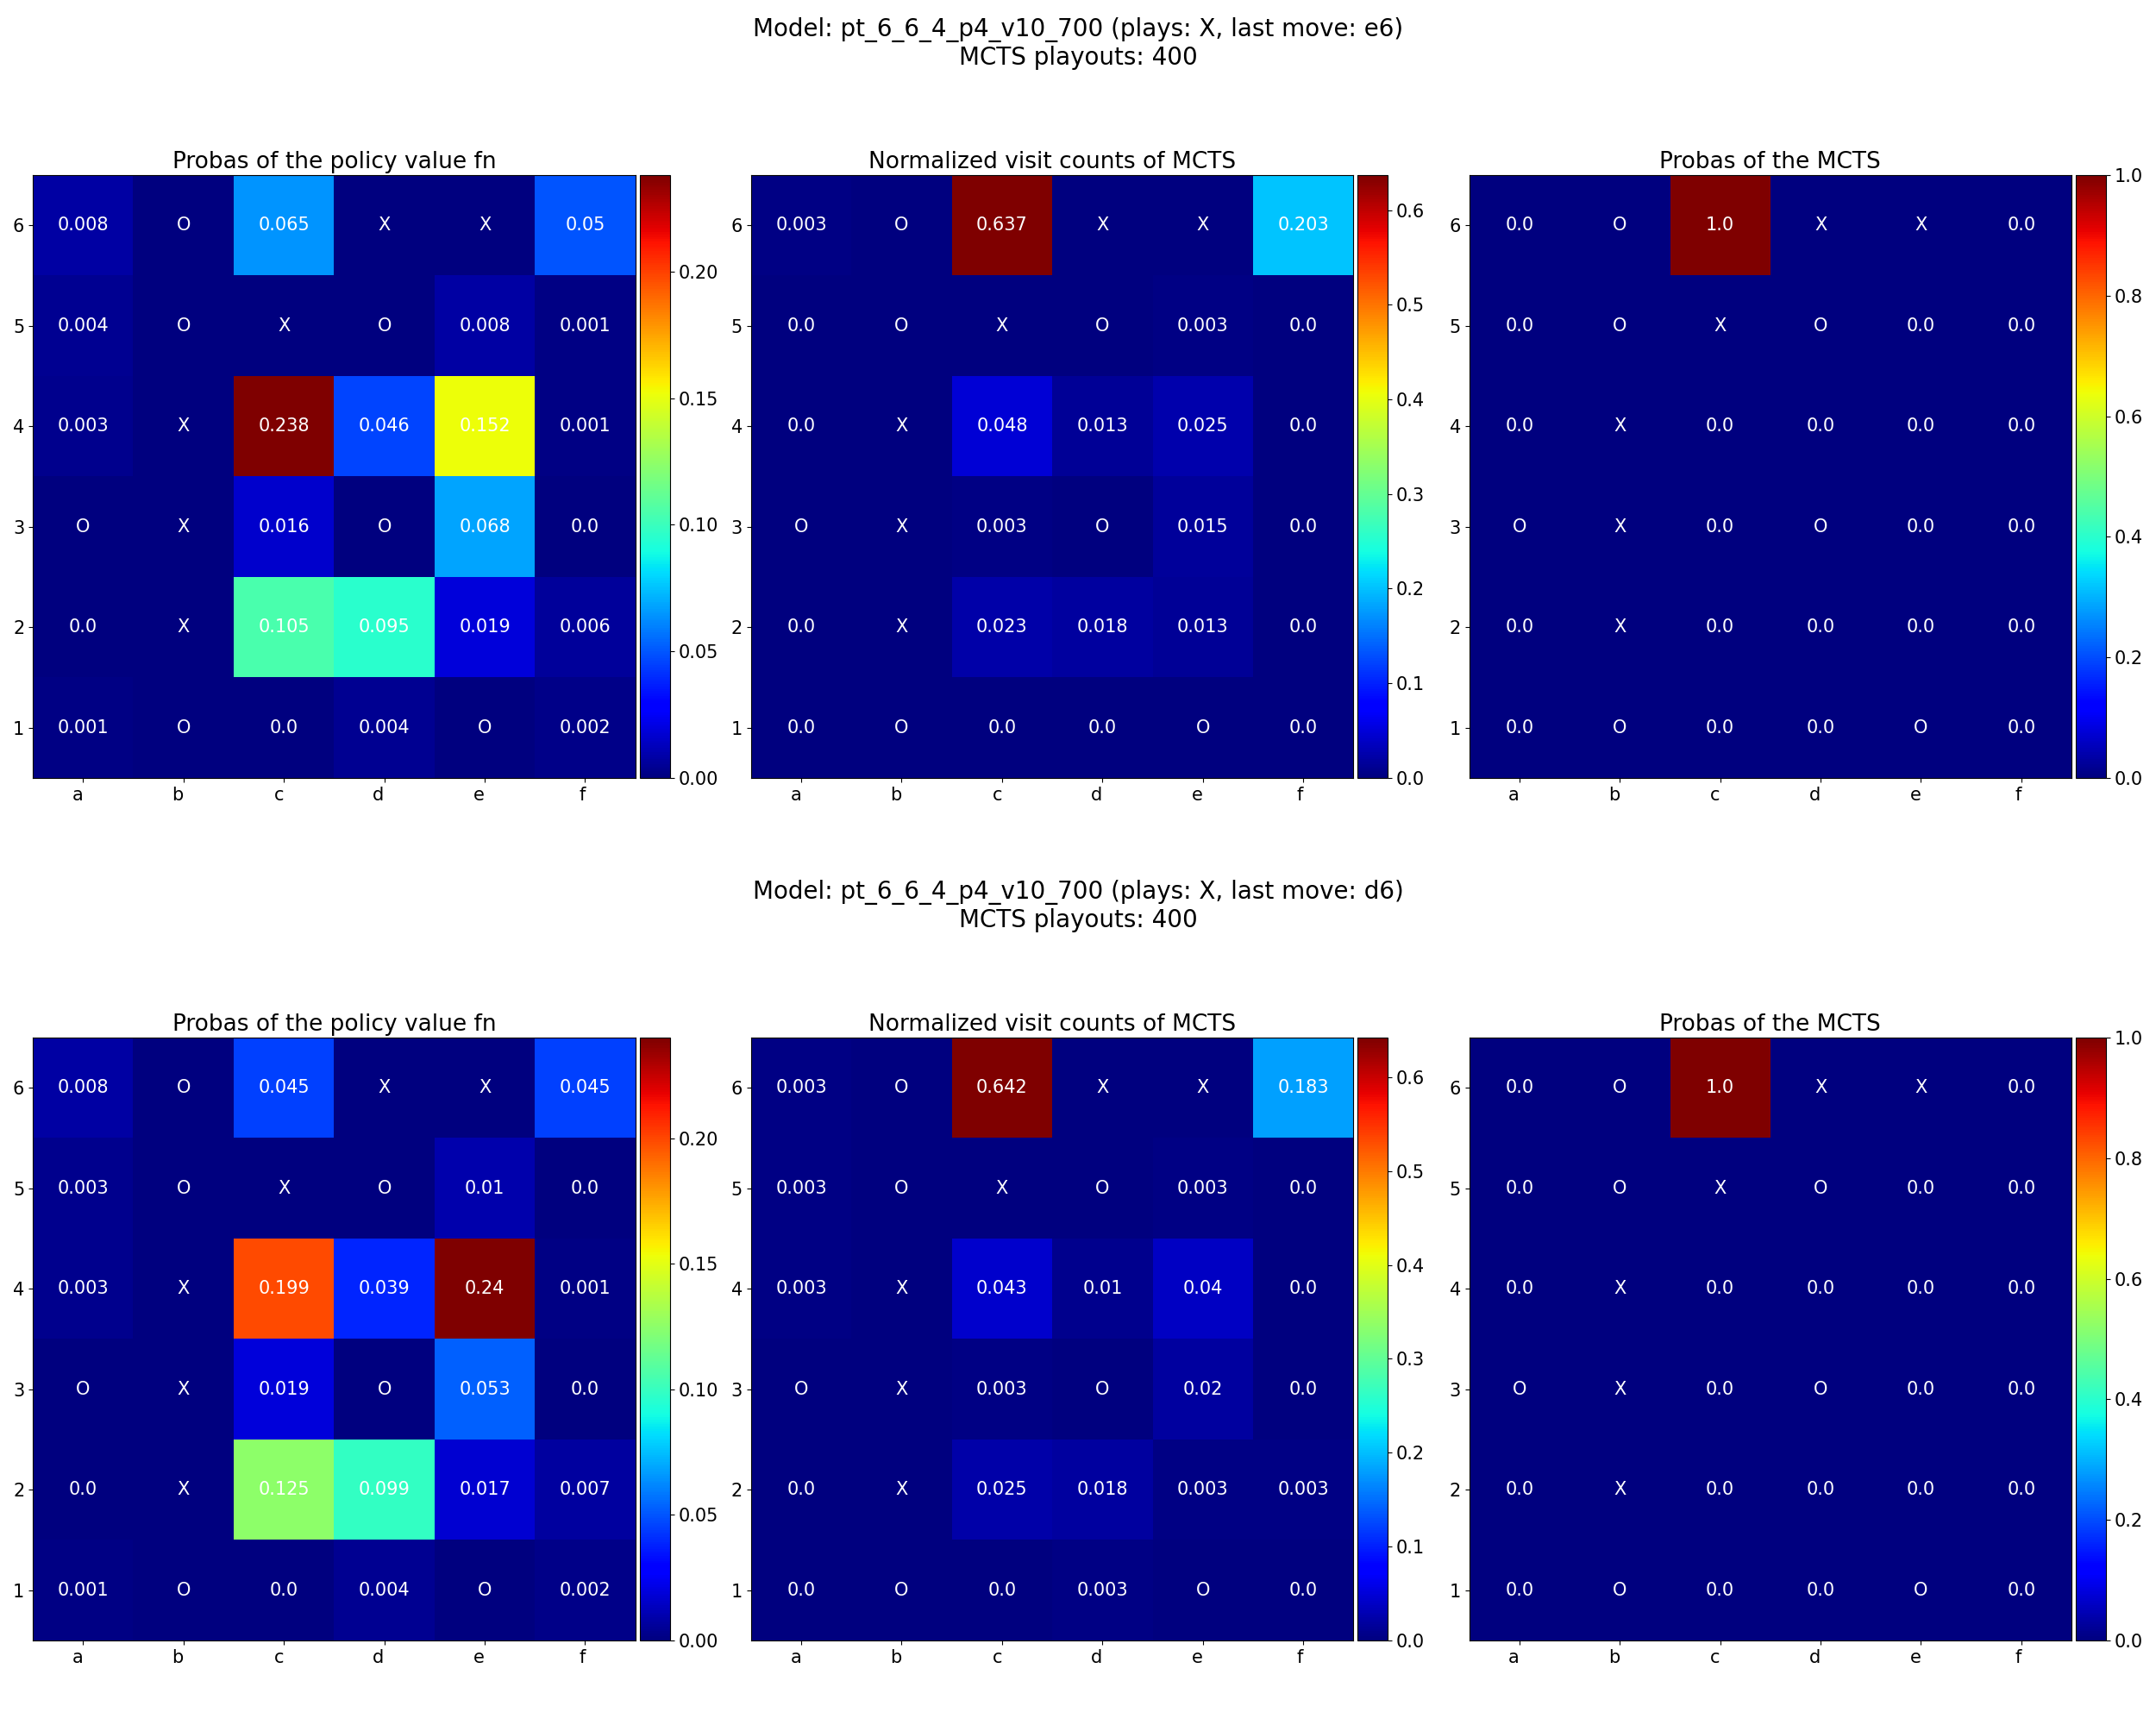 Model: pt_6_6_4_p4_v10_700 (plays: X, last move: e6)
MCTS playouts: 400
Probas of the policy value fn
6 0.008 O 0.065 X X 0.05
5 0.004 O X O 0.008 0.001
4 0.003 X 0.238 0.046 0.152 0.001
3 O X 0.016 O 0.068 0.0
2 0.0 X 0.105 0.095 0.019 0.006
1 0.001 O 0.0 0.004 O 0.002
a b c d e f
0.20
0.15
0.10
0.05
0.00
Normalized visit counts of MCTS
6 0.003 O 0.637 X X 0.203
5 0.0 O X O 0.003 0.0
4 0.0 X 0.048 0.013 0.025 0.0
3 O X 0.003 O 0.015 0.0
2 0.0 X 0.023 0.018 0.013 0.0
1 0.0 O 0.0 0.0 O 0.0
a b c d e f
0.6
0.5
0.4
0.3
0.2
0.1
0.0
Probas of the MCTS
6 0.0 O 1.0 X X 0.0
5 0.0 O X O 0.0 0.0
4 0.0 X 0.0 0.0 0.0 0.0
3 O X 0.0 O 0.0 0.0
2 0.0 X 0.0 0.0 0.0 0.0
1 0.0 O 0.0 0.0 O 0.0
a b c d e f
1.0
0.8
0.6
0.4
0.2
0.0
Model: pt_6_6_4_p4_v10_700 (plays: X, last move: d6)
MCTS playouts: 400
Probas of the policy value fn
6 0.008 O 0.045 X X 0.045
5 0.003 O X O 0.01 0.0
4 0.003 X 0.199 0.039 0.24 0.001
3 O X 0.019 O 0.053 0.0
2 0.0 X 0.125 0.099 0.017 0.007
1 0.001 O 0.0 0.004 O 0.002
a b c d e f
0.20
0.15
0.10
0.05
0.00
Normalized visit counts of MCTS
6 0.003 O 0.642 X X 0.183
5 0.003 O X O 0.003 0.0
4 0.003 X 0.043 0.01 0.04 0.0
3 O X 0.003 O 0.02 0.0
2 0.0 X 0.025 0.018 0.003 0.003
1 0.0 O 0.0 0.003 O 0.0
a b c d e f
0.6
0.5
0.4
0.3
0.2
0.1
0.0
Probas of the MCTS
6 0.0 O 1.0 X X 0.0
5 0.0 O X O 0.0 0.0
4 0.0 X 0.0 0.0 0.0 0.0
3 O X 0.0 O 0.0 0.0
2 0.0 X 0.0 0.0 0.0 0.0
1 0.0 O 0.0 0.0 O 0.0
a b c d e f
1.0
0.8
0.6
0.4
0.2
0.0